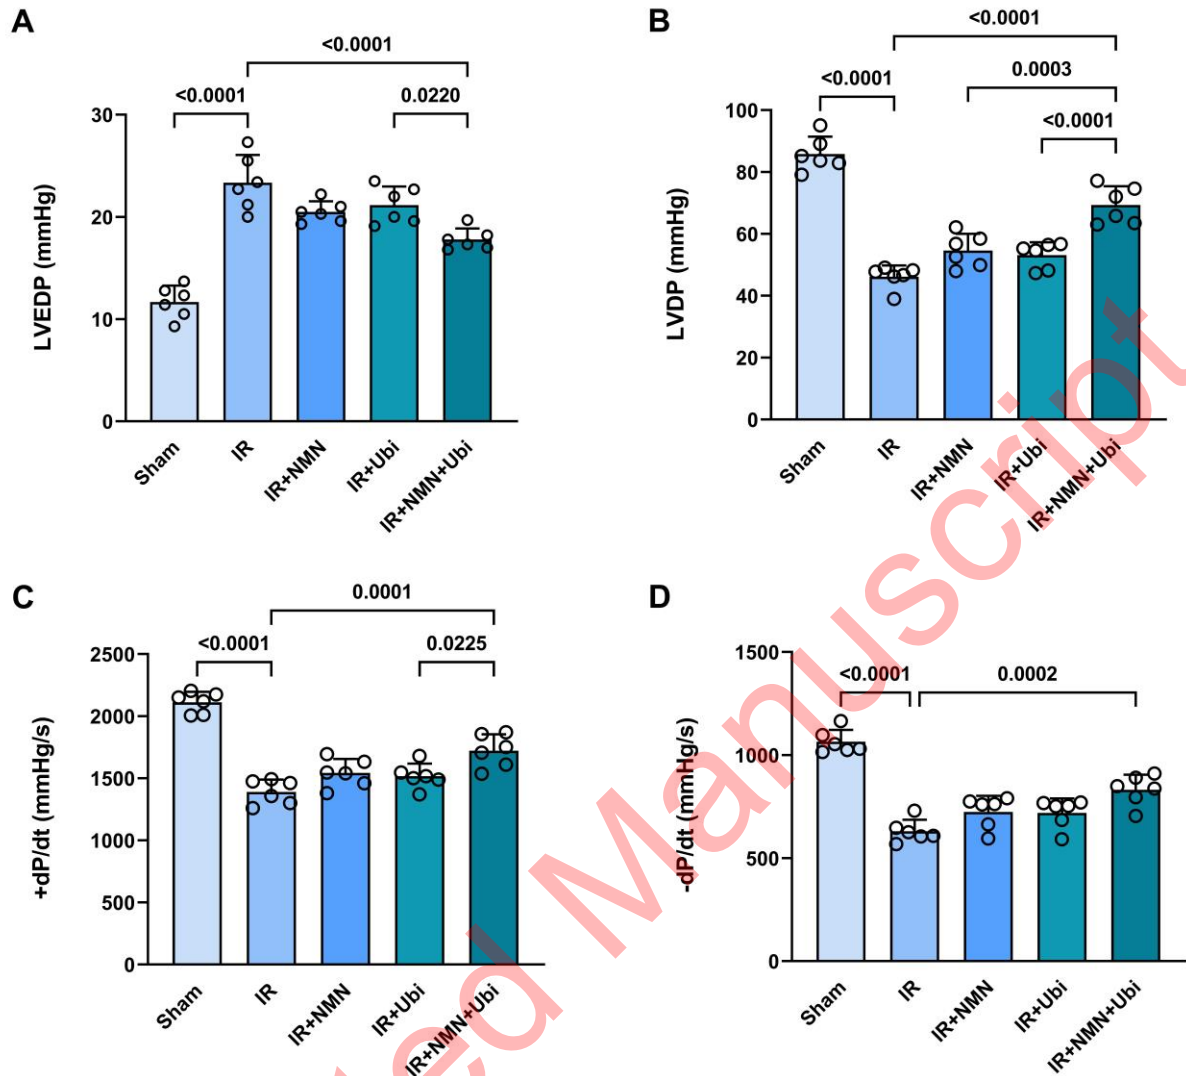 A
<0.0001
<0.0001
0.0220
30
20
10
0
LVEDP (mmHg)
Sham
IR
IR+NMN
IR+Ubi
IR+NMN+Ubi
B
<0.0001
<0.0001
0.0003
<0.0001
100
80
60
40
20
0
LVDP (mmHg)
Sham
IR
IR+NMN
IR+Ubi
IR+NMN+Ubi
C
0.0001
<0.0001
0.0225
2500
2000
1500
1000
500
0
+dP/dt (mmHg/s)
Sham
IR
IR+NMN
IR+Ubi
IR+NMN+Ubi
D
<0.0001
0.0002
1500
1000
500
0
-dP/dt (mmHg/s)
Sham
IR
IR+NMN
IR+Ubi
IR+NMN+Ubi
ed Manuscript